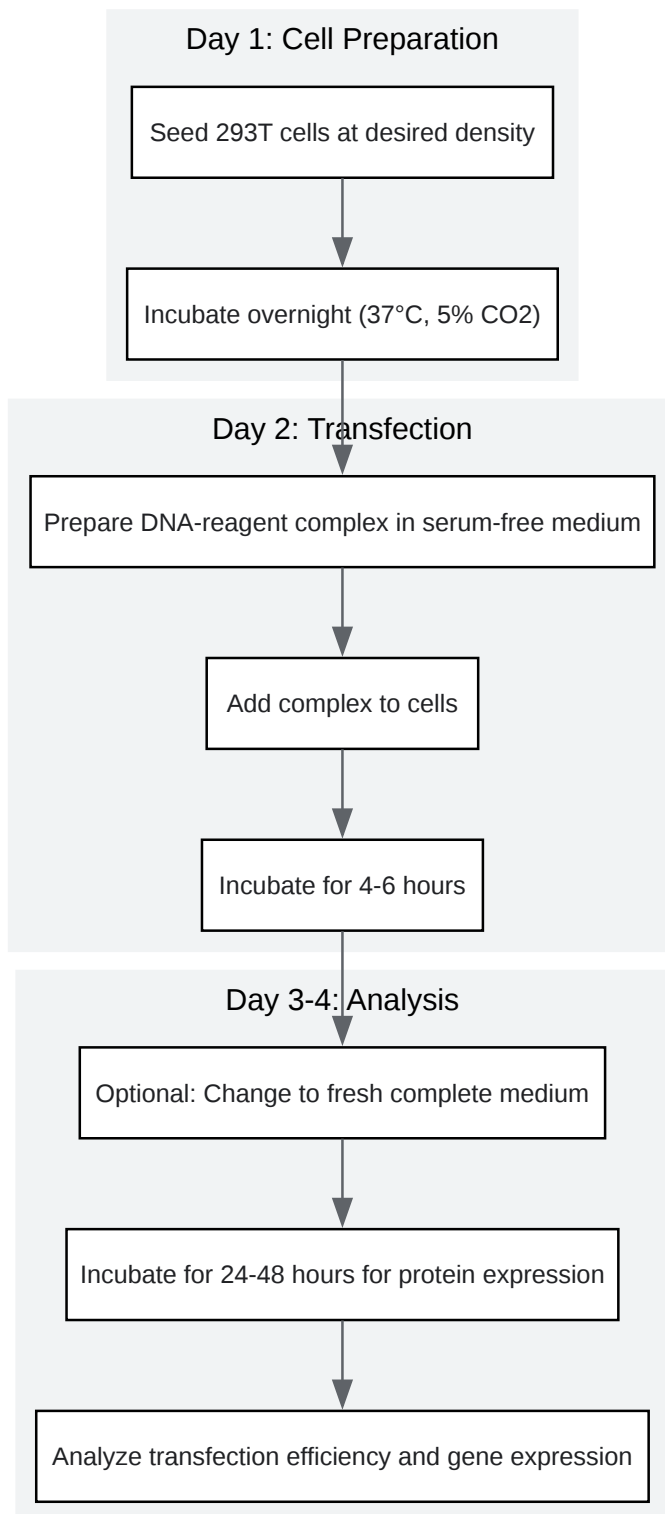 Day 1: Cell Preparation
Seed 293T cells at desired density
Incubate overnight (37°C, 5% CO2)
Day 2: Transfection
Prepare DNA-reagent complex in serum-free medium
Add complex to cells
Incubate for 4-6 hours
Day 3-4: Analysis
Optional: Change to fresh complete medium
Incubate for 24-48 hours for protein expression
Analyze transfection efficiency and gene expression